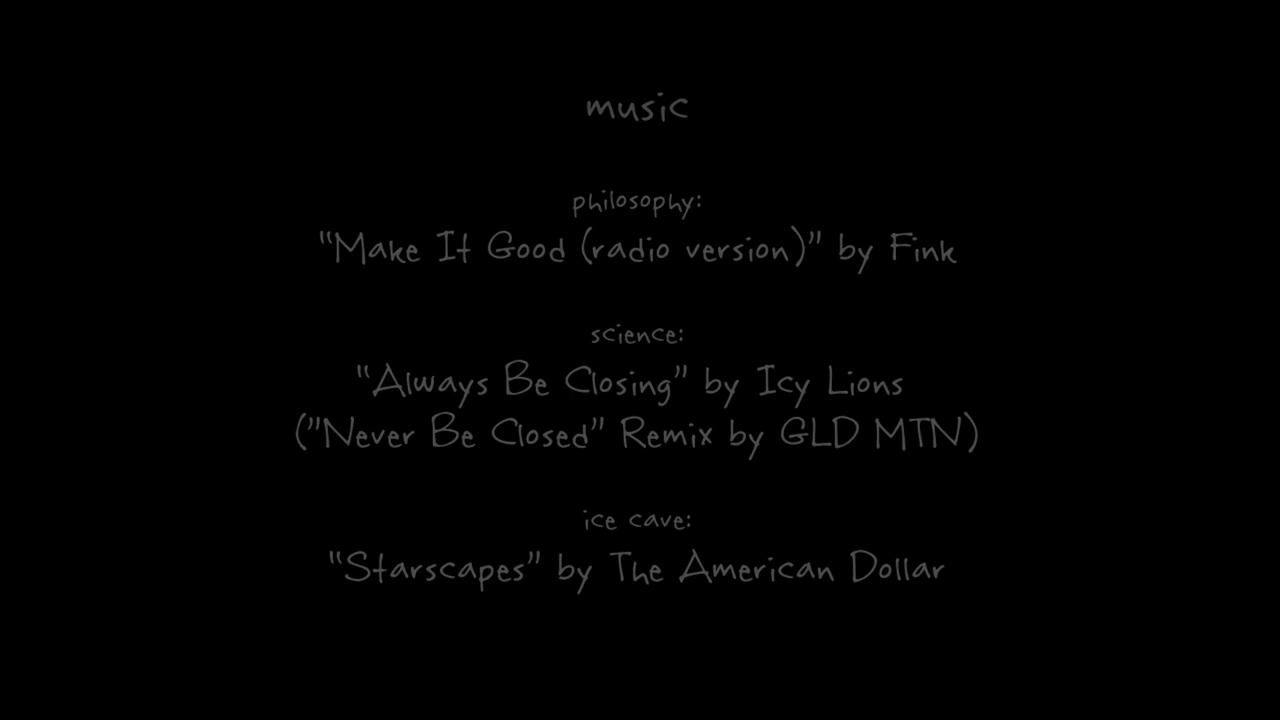 music
philosophy:
"Make It Good (radio version)" by Fink
science:
"Always Be Closing" by Icy Lions
("Never Be Closed" Remix by GLD MTN)
ice cave:
"Starscapes" by The American Dollar